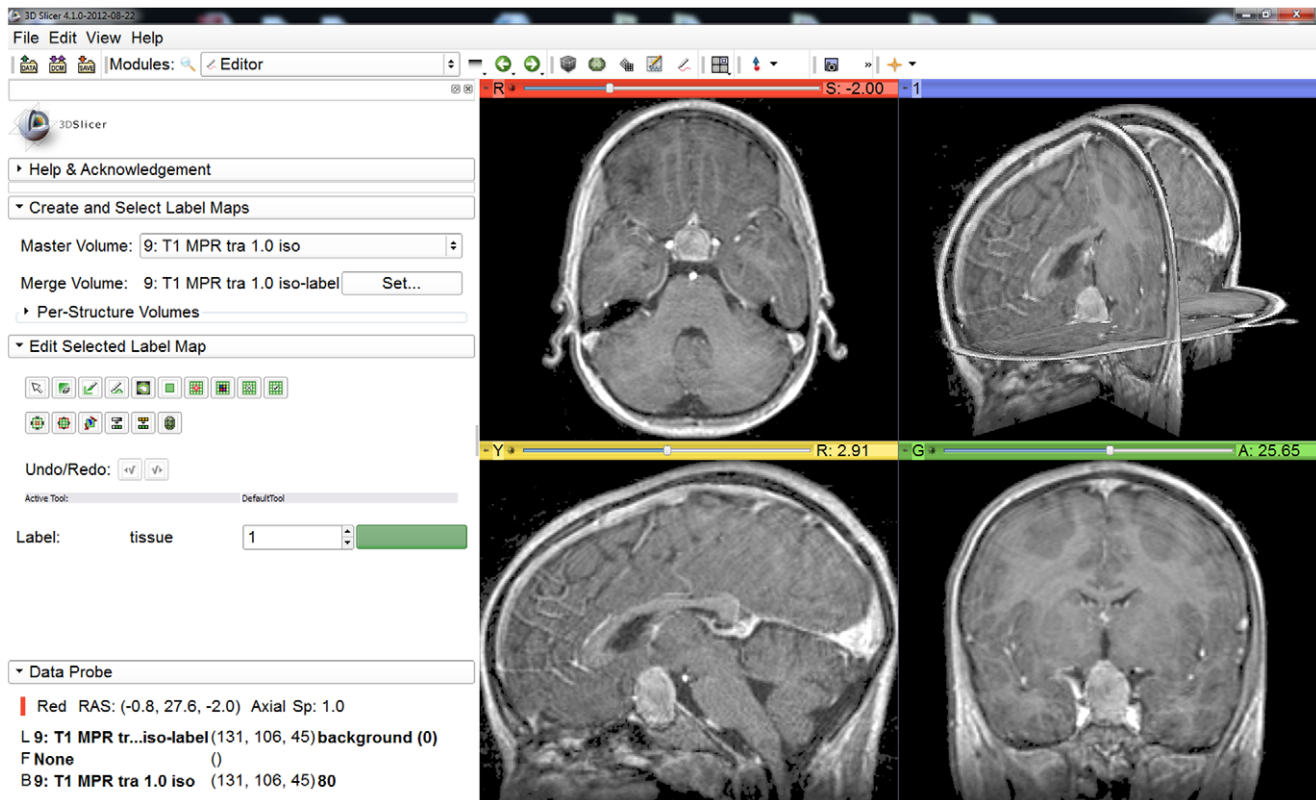 3D Slicer 4.1.0-2012-08-22
File Edit View Help
DATA DCM SAVE Modules: Editor »
R S: -2.00
1
3DSlicer
Help & Acknowledgement
Create and Select Label Maps
Master Volume: 9: T1 MPR tra 1.0 iso
Merge Volume: 9: T1 MPR tra 1.0 iso-label Set...
Per-Structure Volumes
Edit Selected Label Map
Undo/Redo:
Active Tool: DefaultTool
Label: tissue 1
Y R: 2.91
G A: 25.65
Data Probe
Red RAS: (-0.8, 27.6, -2.0) Axial Sp: 1.0
L 9: T1 MPR tr...iso-label (131, 106, 45) background (0)
F None ()
B 9: T1 MPR tra 1.0 iso (131, 106, 45) 80